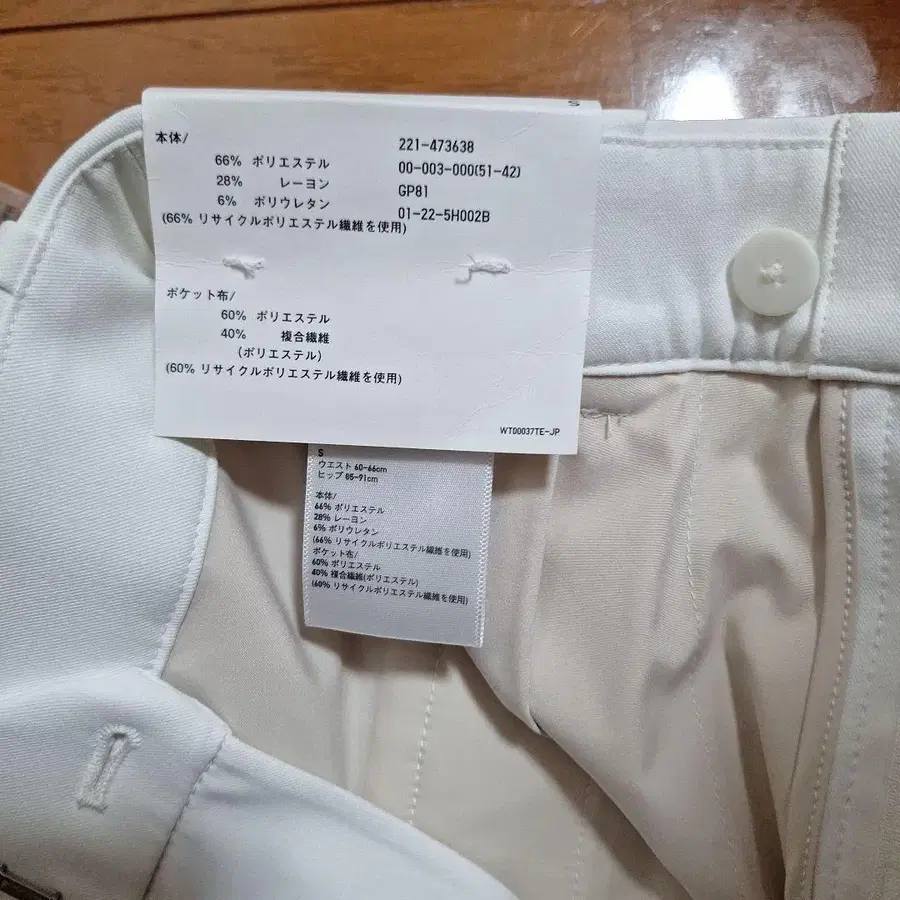 S
本体/
66% ポリエステル
28% レーヨン
6% ポリウレタン
(66% リサイクルポリエステル繊維を使用)
221-473638
00-003-000(51-42)
GP81
01-22-5H002B
ポケット布/
60% ポリエステル
40% 複合繊維
(ポリエステル)
(60% リサイクルポリエステル繊維を使用)
WT00037TE-JP
S
ウエスト 60-66cm
ヒップ 85-91cm
本体/
66% ポリエステル
28% レーヨン
6% ポリウレタン
(66% リサイクルポリエステル繊維を使用)
ポケット布/
60% ポリエステル
40% 複合繊維(ポリエステル)
(60% リサイクルポリエステル繊維を使用)